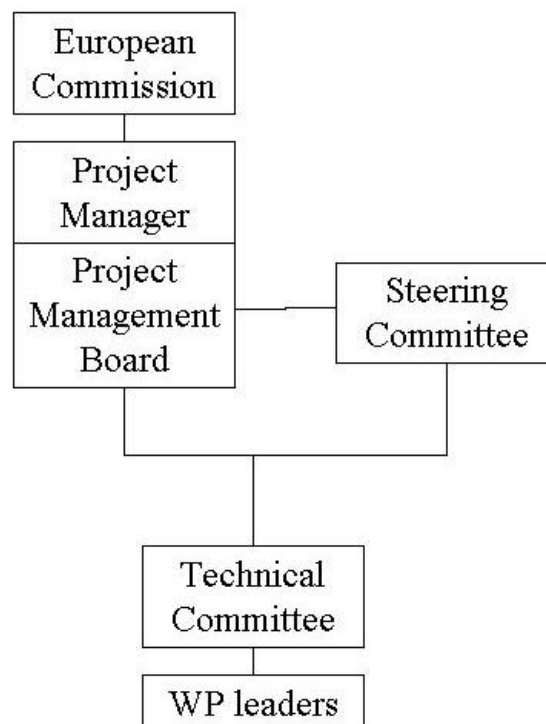 European
Commission
Project
Manager
Project
Management
Board
Steering
Committee
Technical
Committee
WP leaders